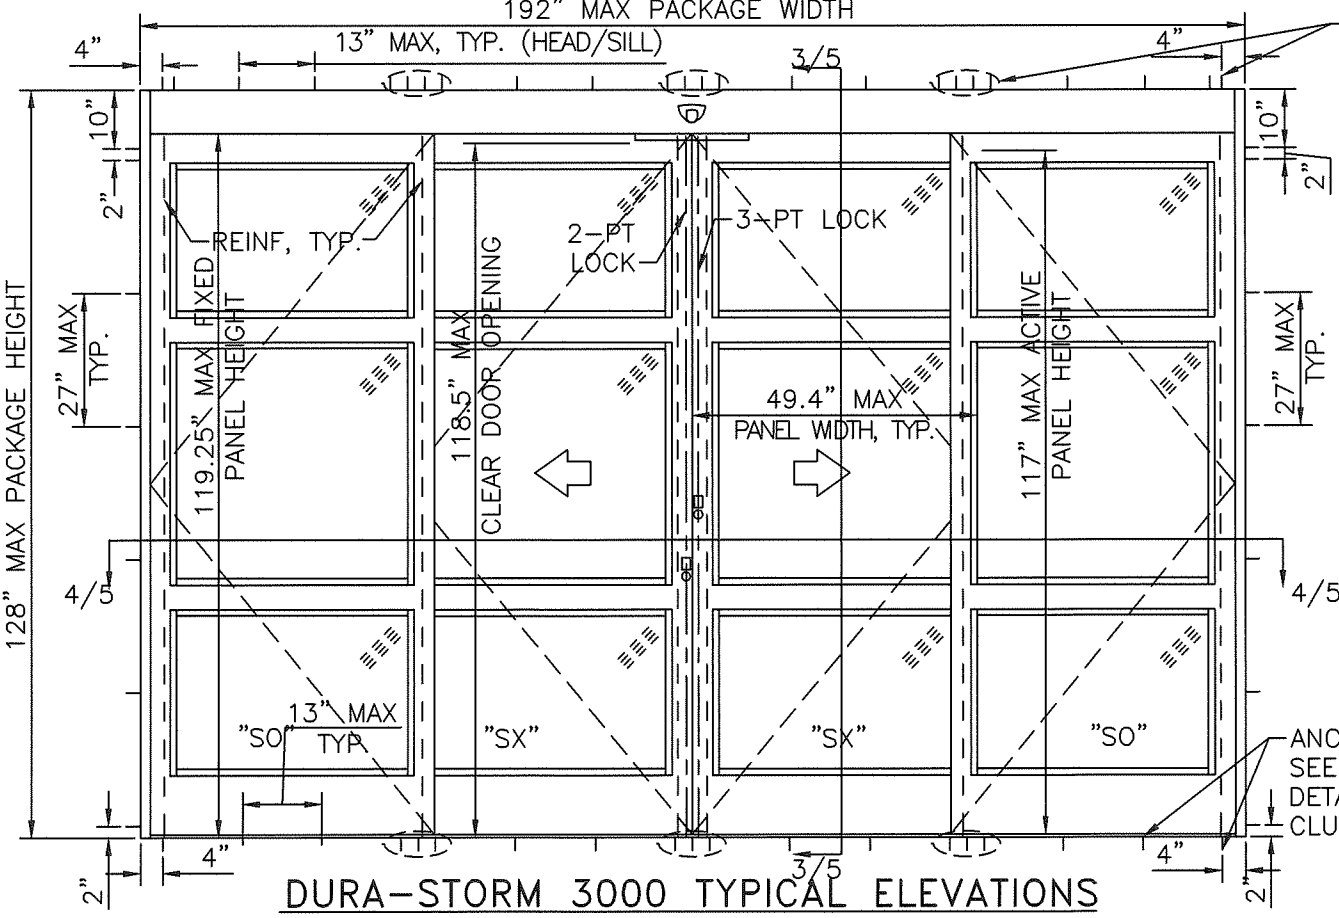 192" MAX PACKAGE WIDTH
4"
13" MAX, TYP. (HEAD/SILL)
3/5
4"
10"
10"
2"
2"
REINF, TYP.
2-PT
LOCK
3-PT LOCK
128" MAX PACKAGE HEIGHT
27" MAX
TYP.
119.25" MAX FIXED
PANEL HEIGHT
118.5" MAX
CLEAR DOOR OPENING
49.4" MAX
PANEL WIDTH, TYP.
117" MAX ACTIVE
PANEL HEIGHT
27" MAX
TYP.
4/5
4/5
"SO"
13" MAX
TYP
"SX"
"SX"
"SO"
ANC
SEE
DETA
CLU
2"
4"
3/5
4"
2"
DURA-STORM 3000 TYPICAL ELEVATIONS